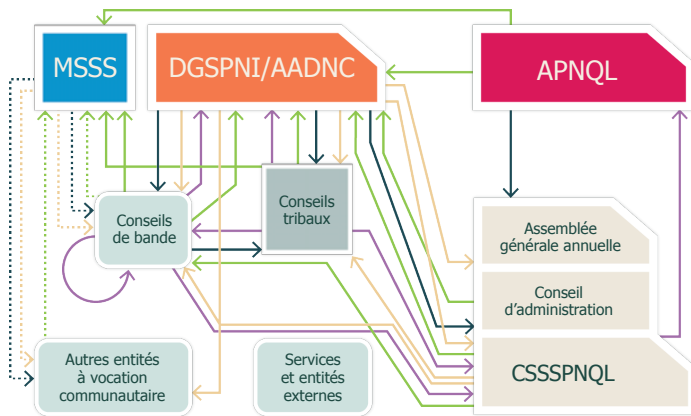 MSSS
DGSPNI/AADNC
APNQL
Conseils
de bande
Conseils
tribaux
Assemblée
générale annuelle
Conseil
d'administration
CSSSPNQL
Autres entités
à vocation
communautaire
Services
et entités
externes